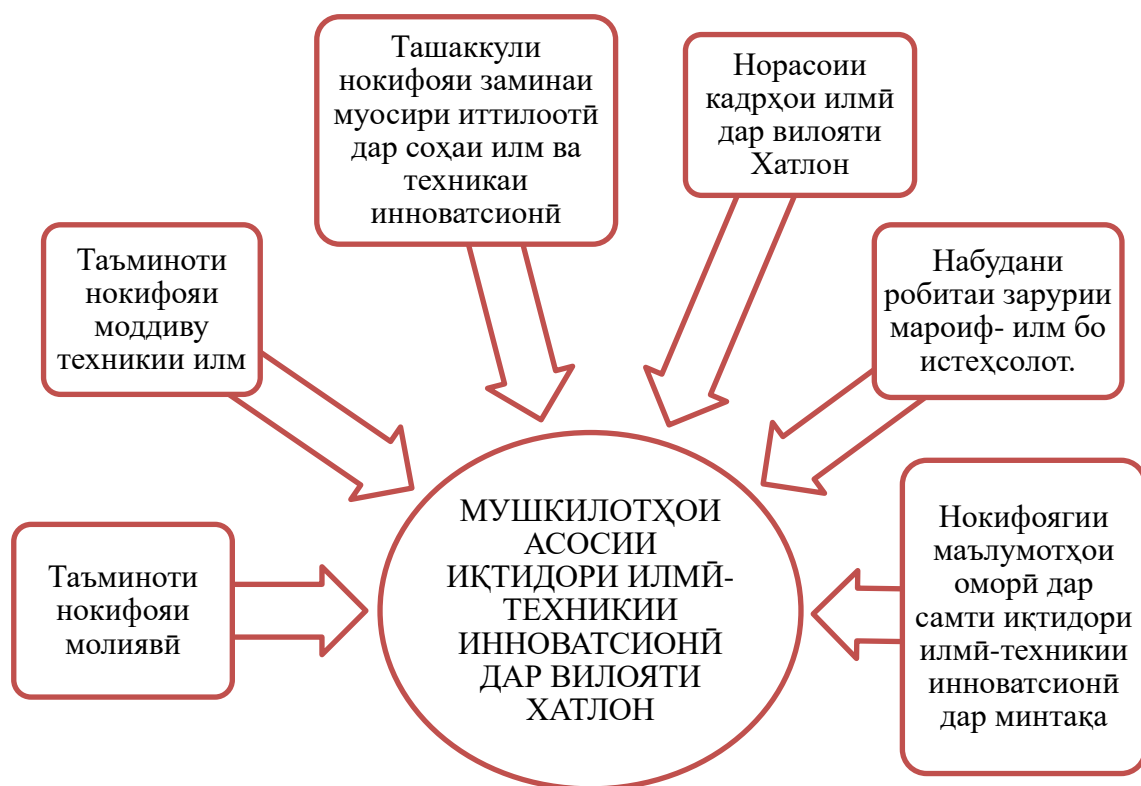 Ташаккули
нокифояи заминаи
муосири иттилоотӣ
дар соҳаи илм ва
техникаи
инноватсионӣ
Норасоии
кадрҳои илмӣ
дар вилояти
Хатлон
Таъминоти
нокифояи
моддиву
техникии илм
Набудани
робитаи зарурии
мароиф- илм бо
истеҳсолот.
Таъминоти
нокифояи
молиявӣ
МУШКИЛОТҲОИ
АСОСИИ
ИҚТИДОРИ ИЛМӢ-
ТЕХНИКИИ
ИННОВАТСИОНӢ
ДАР ВИЛОЯТИ
ХАТЛОН
Нокифоягии
маълумотҳои
оморӣ дар
самти иқтидори
илмӣ-техникии
инноватсионӣ
дар минтақа